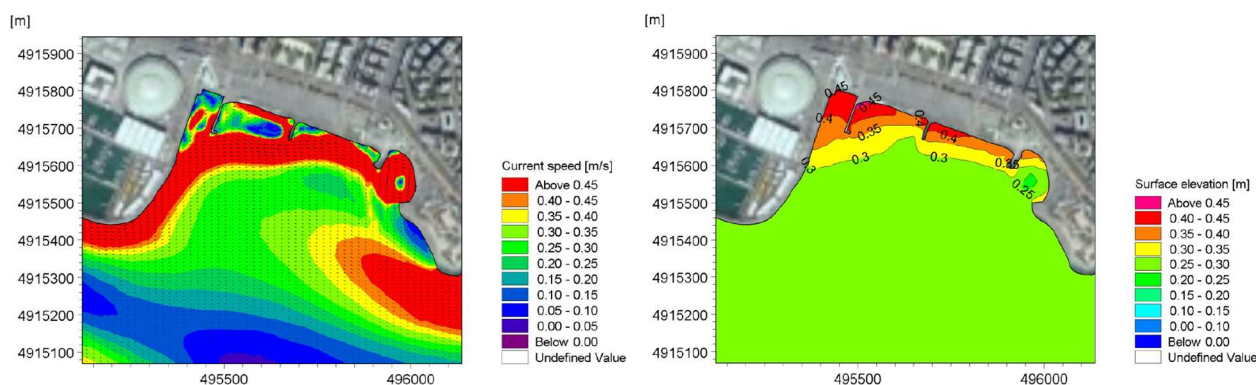 [m]
4915900
4915800
4915700
4915600
4915500
4915400
4915300
4915200
4915100
495500
496000
Current speed [m/s]
Above 0.45
0.40 - 0.45
0.35 - 0.40
0.30 - 0.35
0.25 - 0.30
0.20 - 0.25
0.15 - 0.20
0.10 - 0.15
0.05 - 0.10
0.00 - 0.05
Below 0.00
Undefined Value
[m]
4915900
4915800
4915700
4915600
4915500
4915400
4915300
4915200
4915100
495500
496000
0.45
0.45
0.4
0.4
0.4
0.35
0.35
0.3
0.3
0.3
0.25
Surface elevation [m]
Above 0.45
0.40 - 0.45
0.35 - 0.40
0.30 - 0.35
0.25 - 0.30
0.20 - 0.25
0.15 - 0.20
0.10 - 0.15
0.00 - 0.10
Below 0.00
Undefined Value